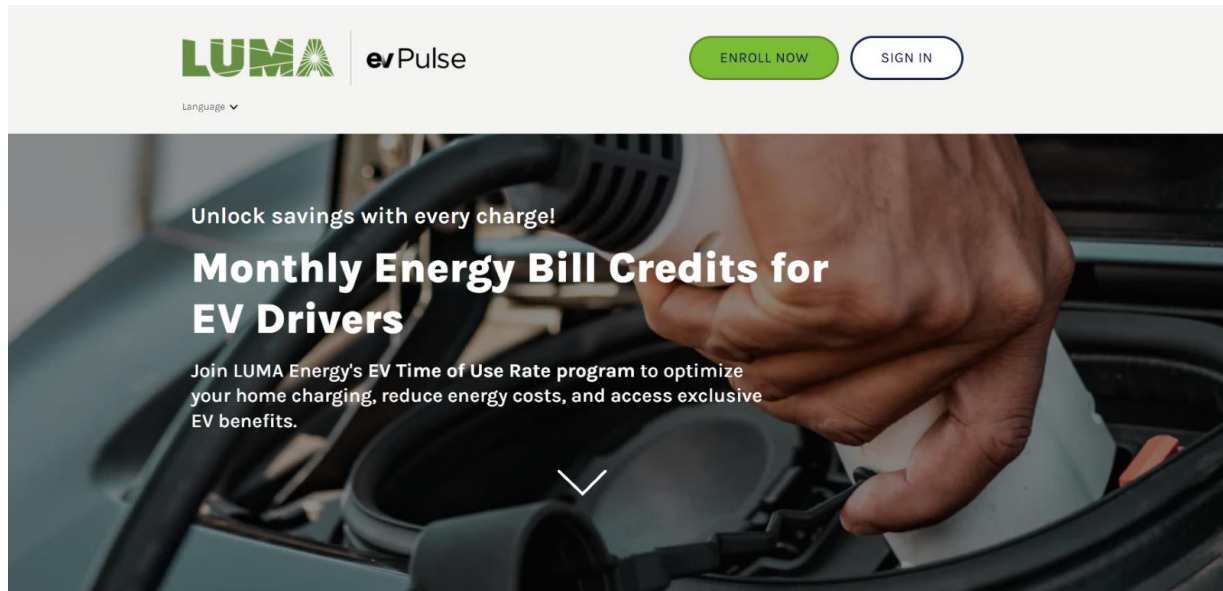 LUMA
evPulse
ENROLL NOW
SIGN IN
Language
Unlock savings with every charge!
Monthly Energy Bill Credits for
EV Drivers
Join LUMA Energy's EV Time of Use Rate program to optimize
your home charging, reduce energy costs, and access exclusive
EV benefits.